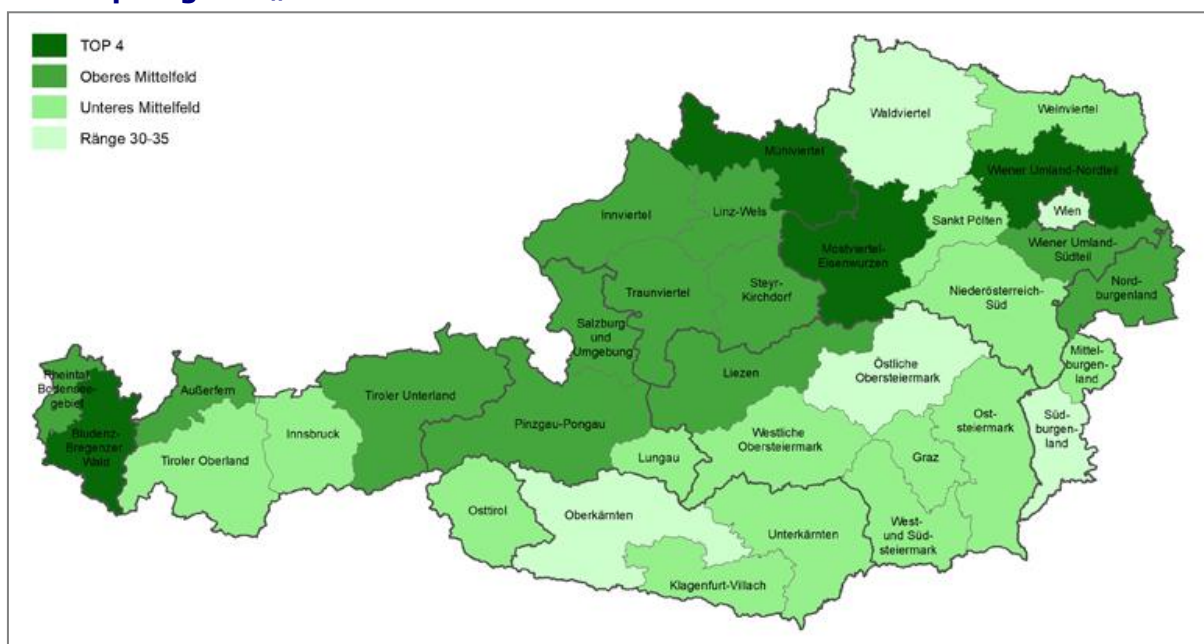 TOP 4
Oberes Mittelfeld
Unteres Mittelfeld
Ränge 30-35
Waldviertel
Weinviertel
Mühlviertel
Wiener Umland-Nordteil
Innviertel
Linz-Wels
Sankt Pölten
Wien
Mostviertel-
Eisenwurzen
Wiener Umland-
Südteil
Traunviertel
Steyr-
Kirchdorf
Niederösterreich-
Süd
Nord-
burgenland
Salzburg
und
Umgebung
Rheintal
Bodensee-
gebiet
Außerfern
Tiroler Unterland
Liezen
Östliche
Obersteiermark
Mittel-
burgen-
land
Bludenz-
Bregenzer
Wald
Tiroler Oberland
Innsbruck
Pinzgau-Pongau
Lungau
Westliche
Obersteiermark
Graz
Ost-
steiermark
Süd-
burgen-
land
Osttirol
Oberkärnten
Unterkärnten
West-
und Süd-
steiermark
Klagenfurt-Villach